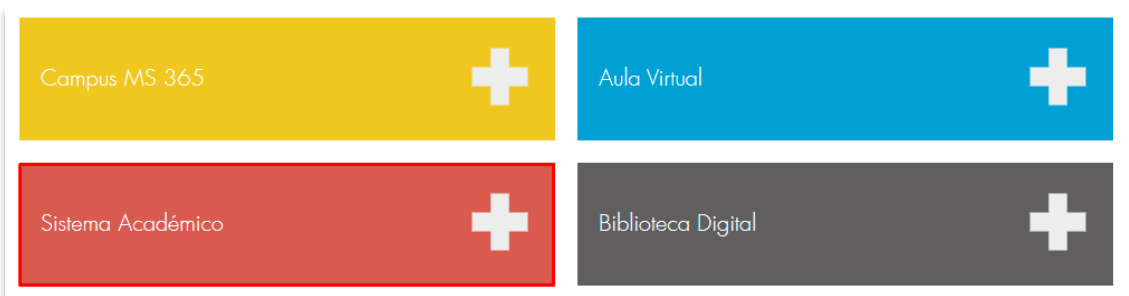 Campus MS 365
Aula Virtual
Sistema Académico
Biblioteca Digital